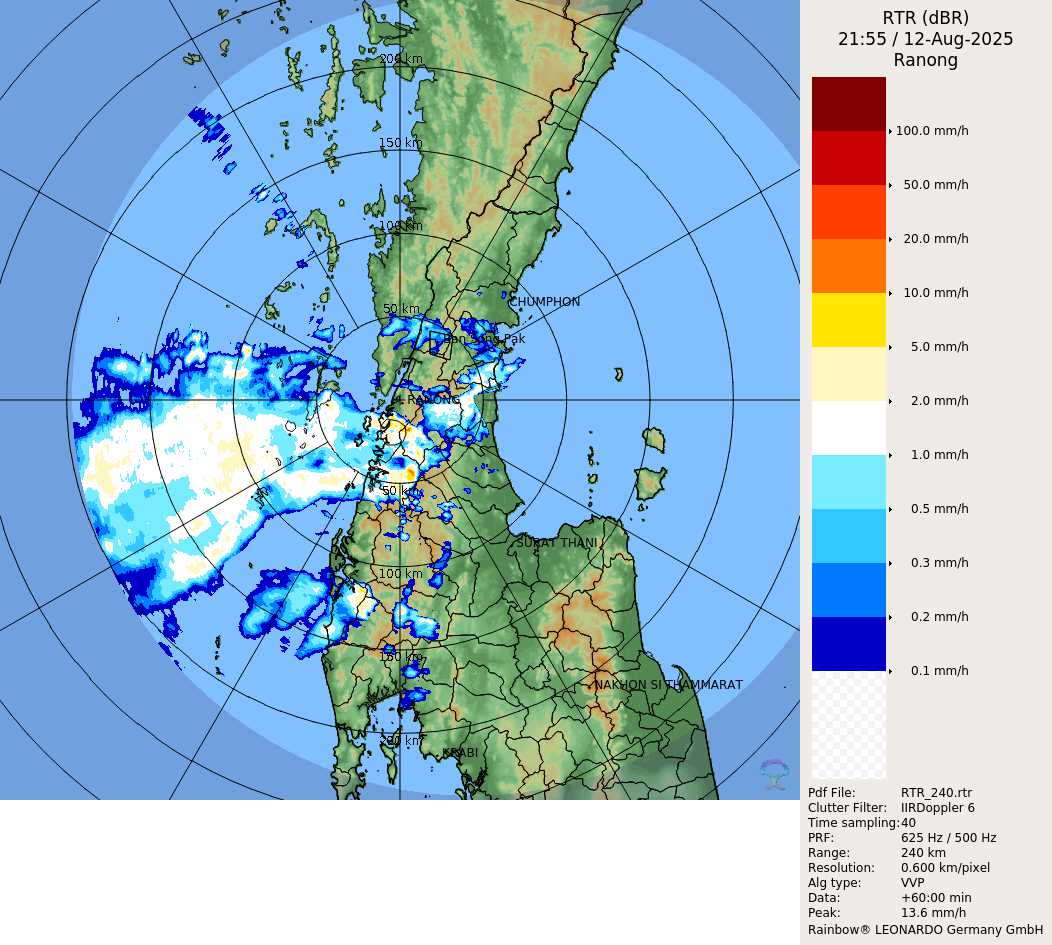 RTR (dBR)
21:55 / 12-Aug-2025
Ranong
200 km
150 km
100 km
50 km
CHUMPHON
Ban Song Pak
RANONG
50 km
SURAT THANI
100 km
150 km
NAKHON SI THAMMARAT
200 km
KRABI
100.0 mm/h
50.0 mm/h
20.0 mm/h
10.0 mm/h
5.0 mm/h
2.0 mm/h
1.0 mm/h
0.5 mm/h
0.3 mm/h
0.2 mm/h
0.1 mm/h
Pdf File: RTR_240.rtr
Clutter Filter: IIRDoppler 6
Time sampling:40
PRF: 625 Hz / 500 Hz
Range: 240 km
Resolution: 0.600 km/pixel
Alg type: VVP
Data: +60:00 min
Peak: 13.6 mm/h
Rainbow® LEONARDO Germany GmbH